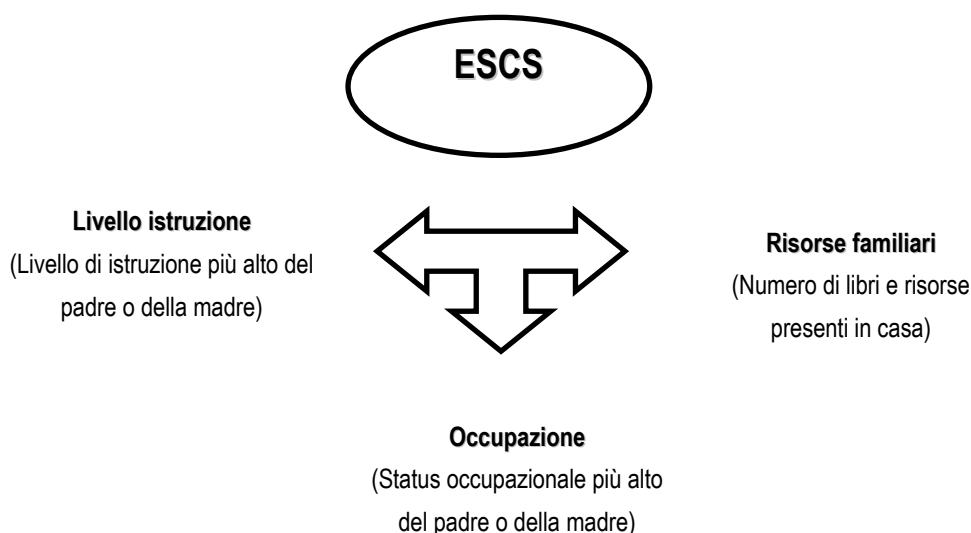 ESCS
Livello istruzione
(Livello di istruzione più alto del
padre o della madre)
Risorse familiari
(Numero di libri e risorse
presenti in casa)
Occupazione
(Status occupazionale più alto
del padre o della madre)